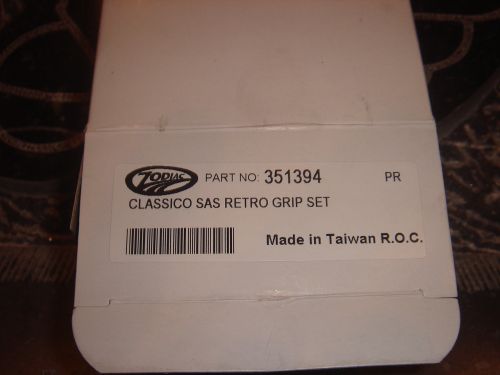 ZODIAC PART NO: 351394 PR
CLASSICO SAS RETRO GRIP SET
Made in Taiwan R.O.C.